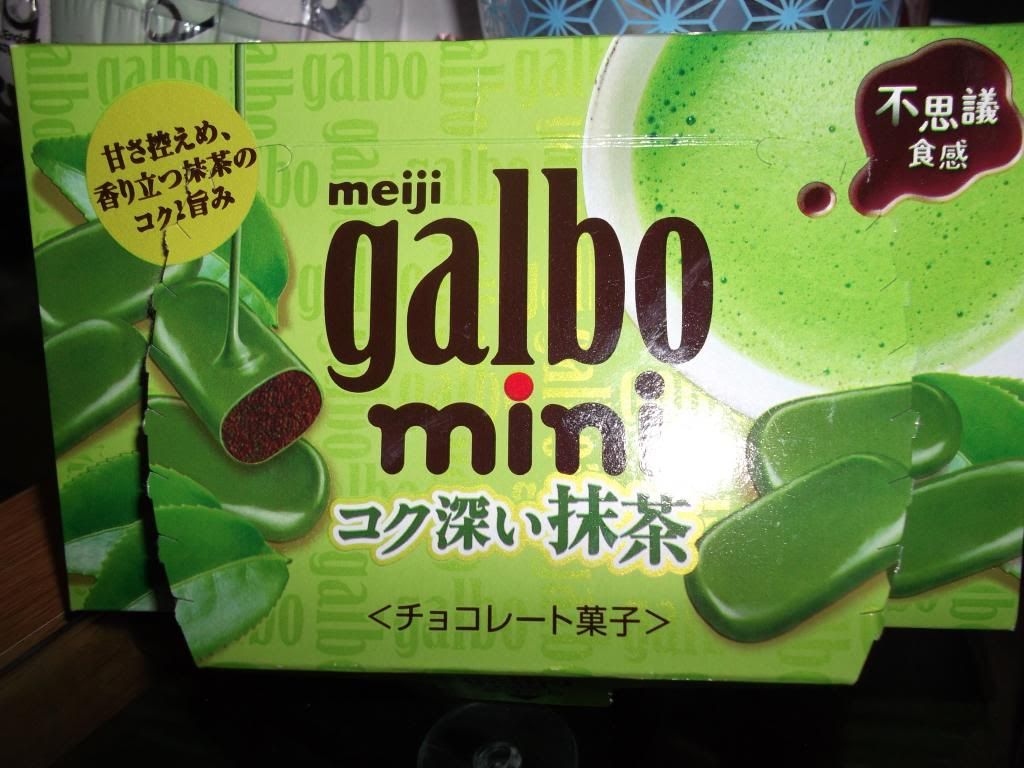 甘さ控えめ、
香り立つ抹茶の
コクと旨み
不思議
食感
meiji
galbo
mini
コク深い抹茶
<チョコレート菓子>